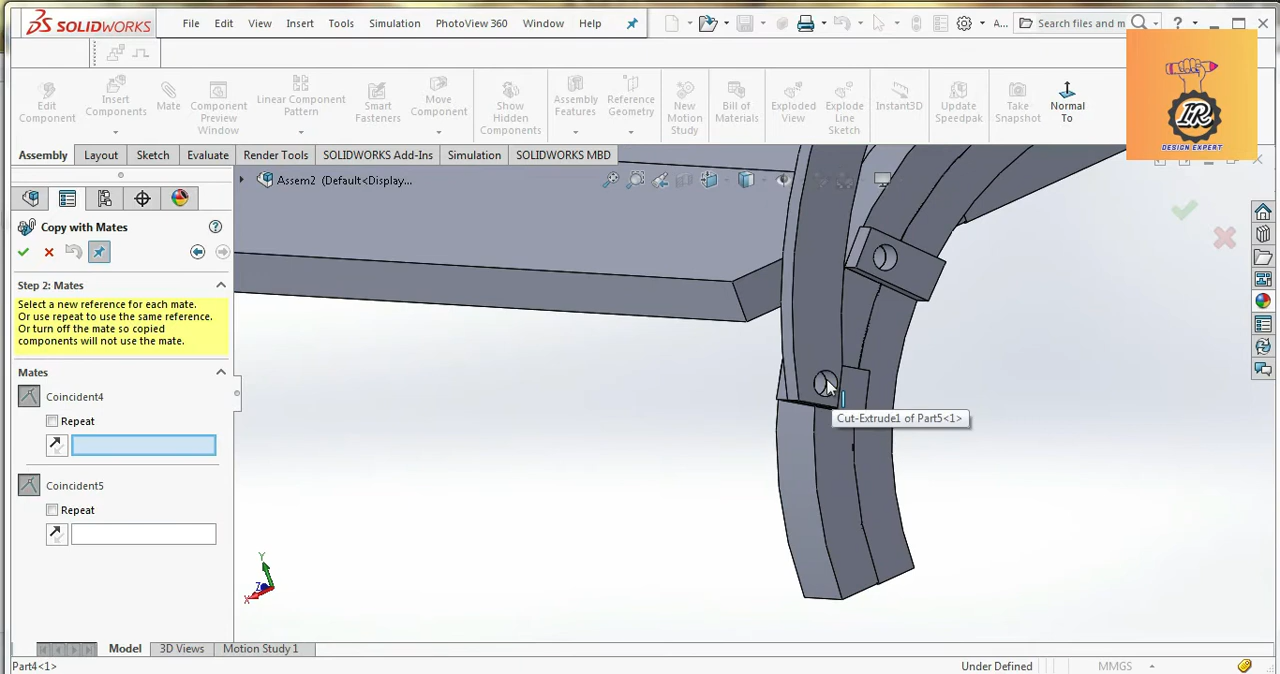 SOLIDWORKS File Edit View Insert Tools Simulation PhotoView 360 Window Help A... Search files and m ?
Edit Component
Insert Components
Mate
Component Preview Window
Linear Component Pattern
Smart Fasteners
Move Component
Show Hidden Components
Assembly Features
Reference Geometry
New Motion Study
Bill of Materials
Exploded View
Explode Line Sketch
Instant3D
Update Speedpak
Take Snapshot
Normal To
IR
DESIGN EXPERT
Assembly Layout Sketch Evaluate Render Tools SOLIDWORKS Add-Ins Simulation SOLIDWORKS MBD
Assem2 (Default<Display...
Copy with Mates ?
Step 2: Mates
Select a new reference for each mate.
Or use repeat to use the same reference.
Or turn off the mate so copied
components will not use the mate.
Mates
Coincident4
Repeat
Coincident5
Repeat
Cut-Extrude1 of Part5<1>
Y
Z
X
Model 3D Views Motion Study 1
Part4<1> Under Defined MMGS